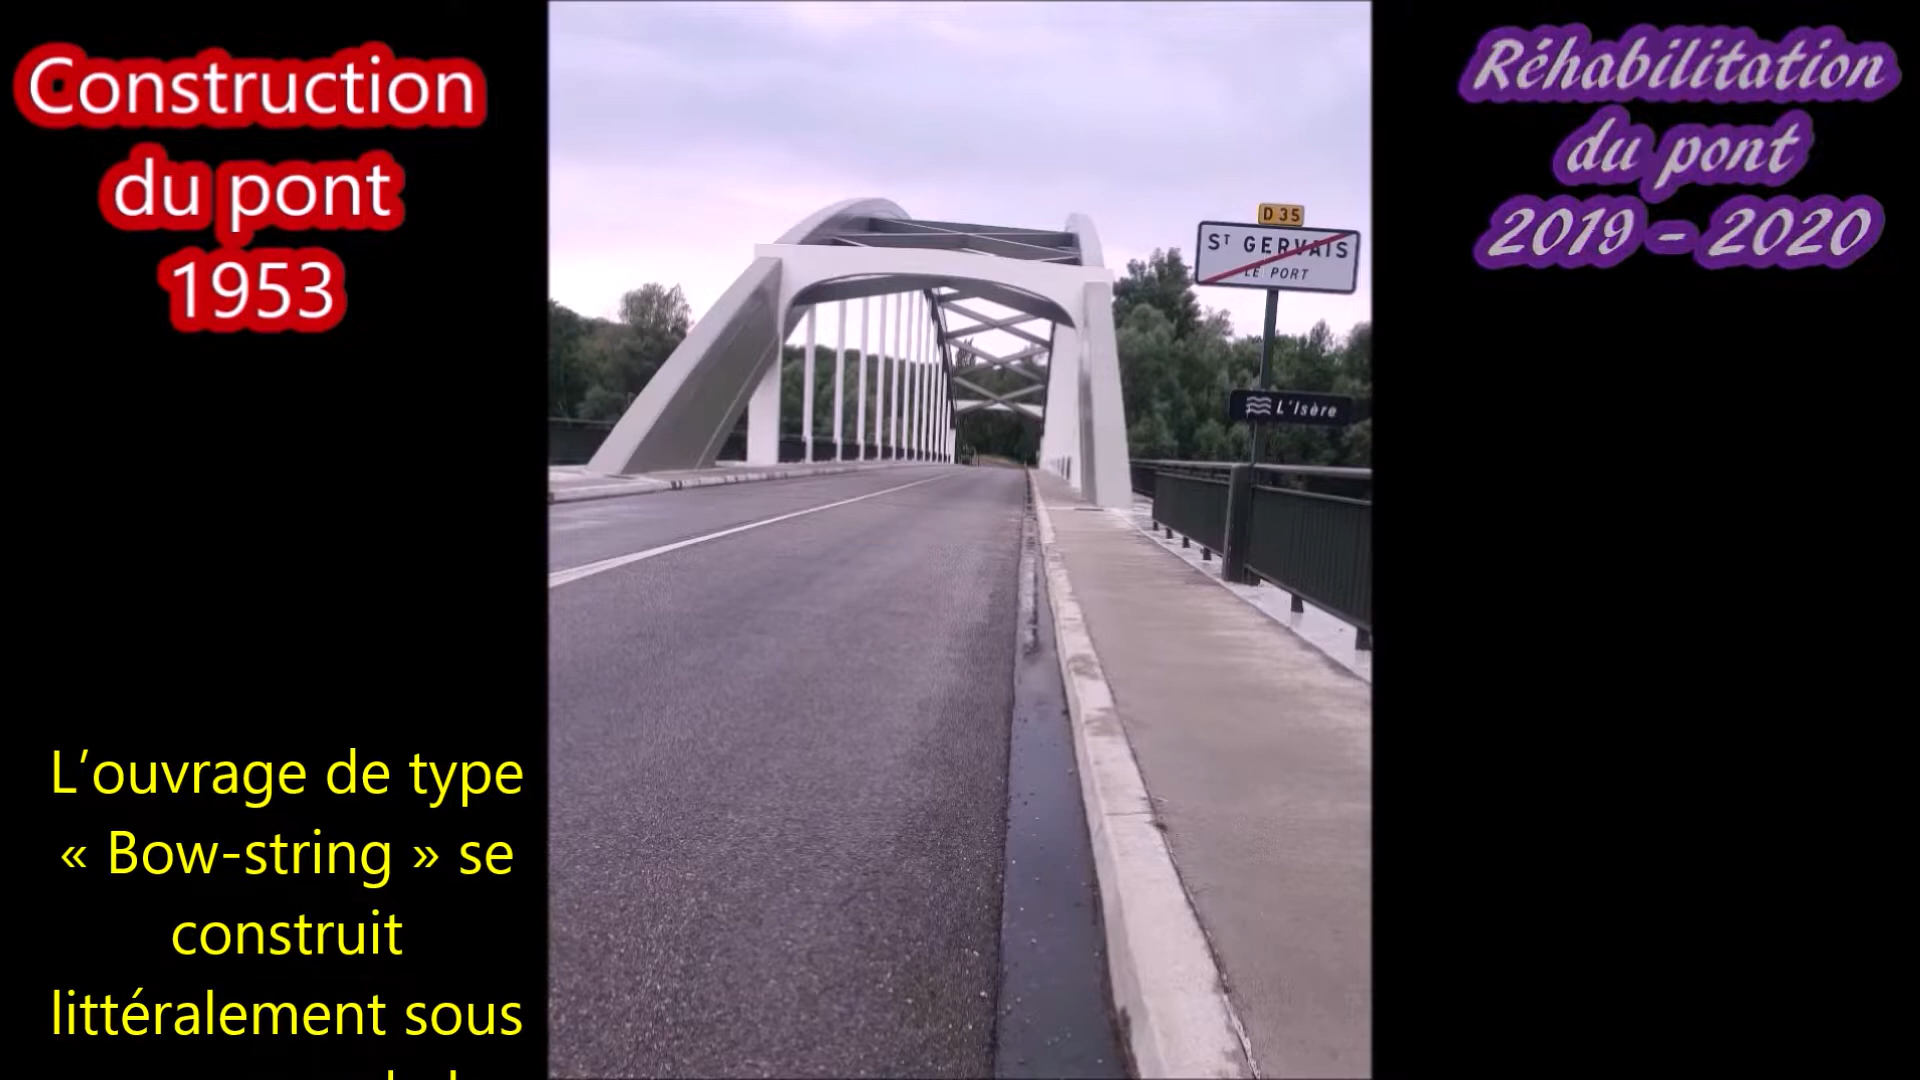 Construction
du pont
1953
Réhabilitation
du pont
2019 - 2020
D 35
ST GERVAIS
LE PORT
L'Isère
L'ouvrage de type
« Bow-string » se
construit
littéralement sous